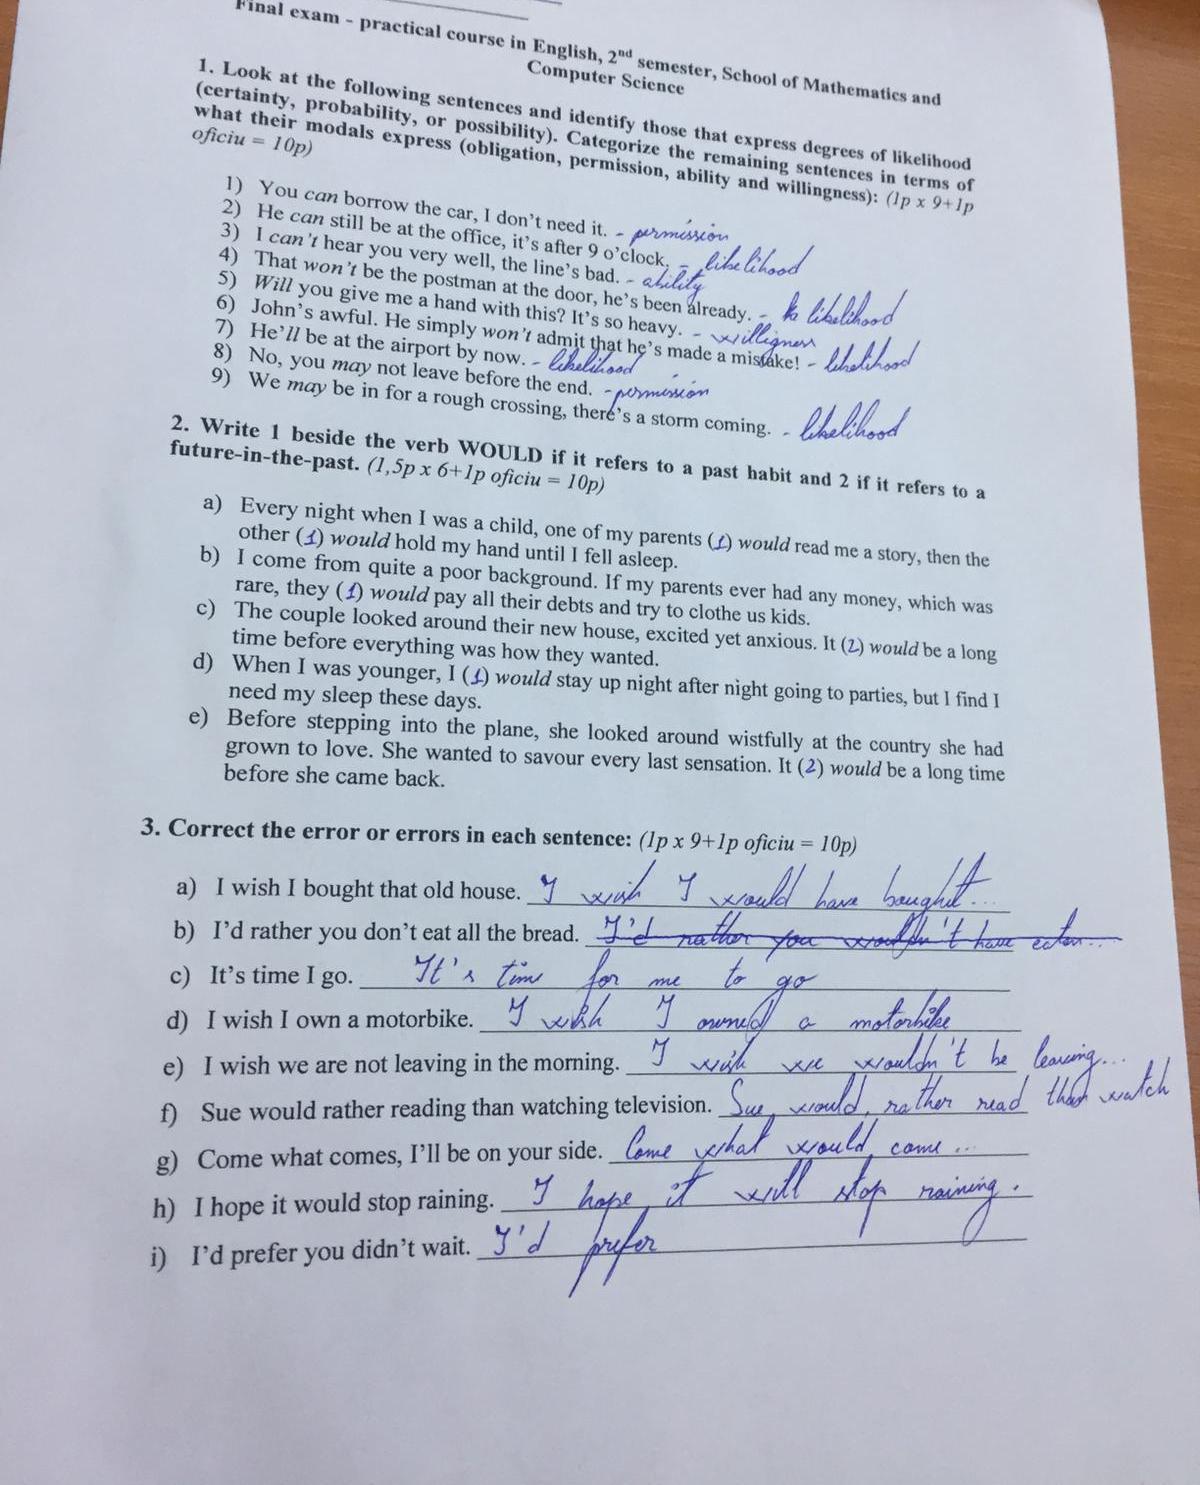 Final exam - practical course in English, 2nd semester, School of Mathematics and
Computer Science
1. Look at the following sentences and identify those that express degrees of likelihood
(certainty, probability, or possibility). Categorize the remaining sentences in terms of
what their modals express (obligation, permission, ability and willingness): (1p x 9+1p
oficiu = 10p)
1) You can borrow the car, I don't need it. - permission
2) He can still be at the office, it's after 9 o'clock. - likelihood
3) I can't hear you very well, the line's bad. - ability
4) That won't be the postman at the door, he's been already. - likelihood
5) Will you give me a hand with this? It's so heavy. - willigness
6) John's awful. He simply won't admit that he's made a mistake! - likelihood
7) He'll be at the airport by now. - likelihood
8) No, you may not leave before the end. - permission
9) We may be in for a rough crossing, there's a storm coming. - likelihood
2. Write 1 beside the verb WOULD if it refers to a past habit and 2 if it refers to a
future-in-the-past. (1,5p x 6+1p oficiu = 10p)
a) Every night when I was a child, one of my parents (1) would read me a story, then the
other (1) would hold my hand until I fell asleep.
b) I come from quite a poor background. If my parents ever had any money, which was
rare, they (1) would pay all their debts and try to clothe us kids.
c) The couple looked around their new house, excited yet anxious. It (2) would be a long
time before everything was how they wanted.
d) When I was younger, I (1) would stay up night after night going to parties, but I find I
need my sleep these days.
e) Before stepping into the plane, she looked around wistfully at the country she had
grown to love. She wanted to savour every last sensation. It (2) would be a long time
before she came back.
3. Correct the error or errors in each sentence: (1p x 9+1p oficiu = 10p)
a) I wish I bought that old house. I wish I would have bought...
b) I'd rather you don't eat all the bread. I'd rather you wouldn't have eaten...
c) It's time I go. It's time for me to go
d) I wish I own a motorbike. I wish I owned a motorbike
e) I wish we are not leaving in the morning. I wish we wouldn't be leaving...
f) Sue would rather reading than watching television. Sue would rather read than watch
g) Come what comes, I'll be on your side. Come what would come ...
h) I hope it would stop raining. I hope it will stop raining.
i) I'd prefer you didn't wait. I'd prefer